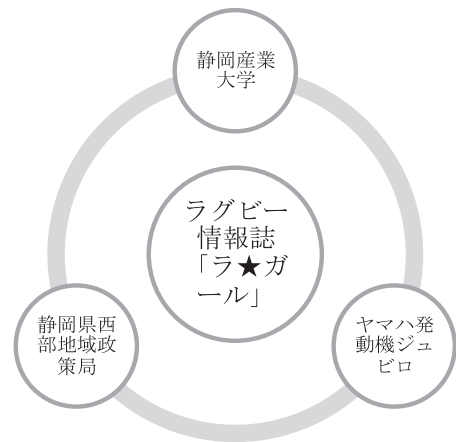 静岡産業
大学
ラグビー
情報誌
「ラ★ガ
ール」
静岡県西
部地域政
策局
ヤマハ発
動機ジュ
ビロ